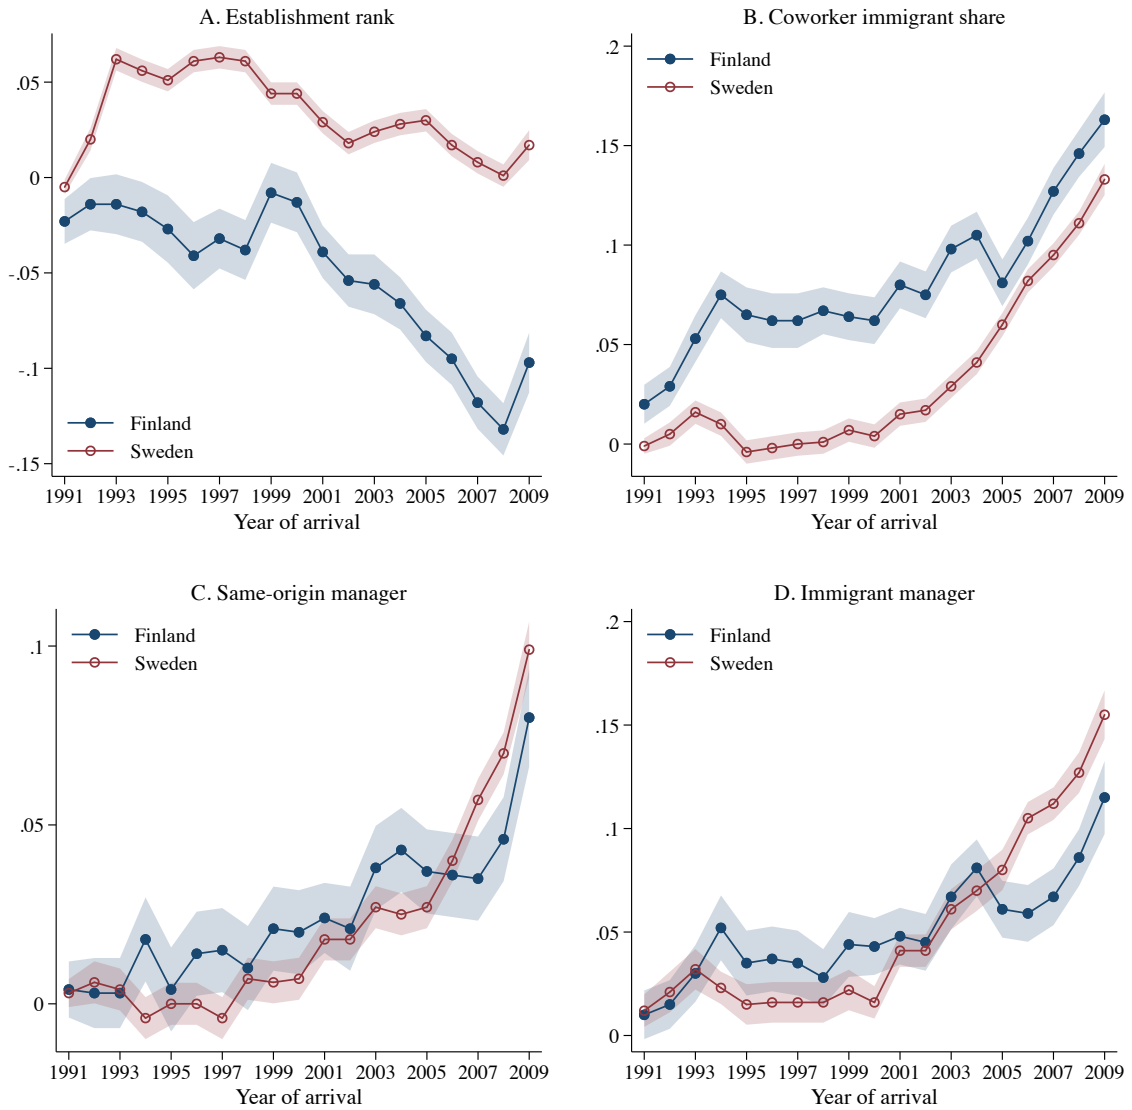 A. Establishment rank
.05
0
-.05
-.1
-.15
Finland
Sweden
1991 1993 1995 1997 1999 2001 2003 2005 2007 2009
Year of arrival
B. Coworker immigrant share
.2
.15
.1
.05
0
Finland
Sweden
1991 1993 1995 1997 1999 2001 2003 2005 2007 2009
Year of arrival
C. Same-origin manager
.1
.05
0
Finland
Sweden
1991 1993 1995 1997 1999 2001 2003 2005 2007 2009
Year of arrival
D. Immigrant manager
.2
.15
.1
.05
0
Finland
Sweden
1991 1993 1995 1997 1999 2001 2003 2005 2007 2009
Year of arrival